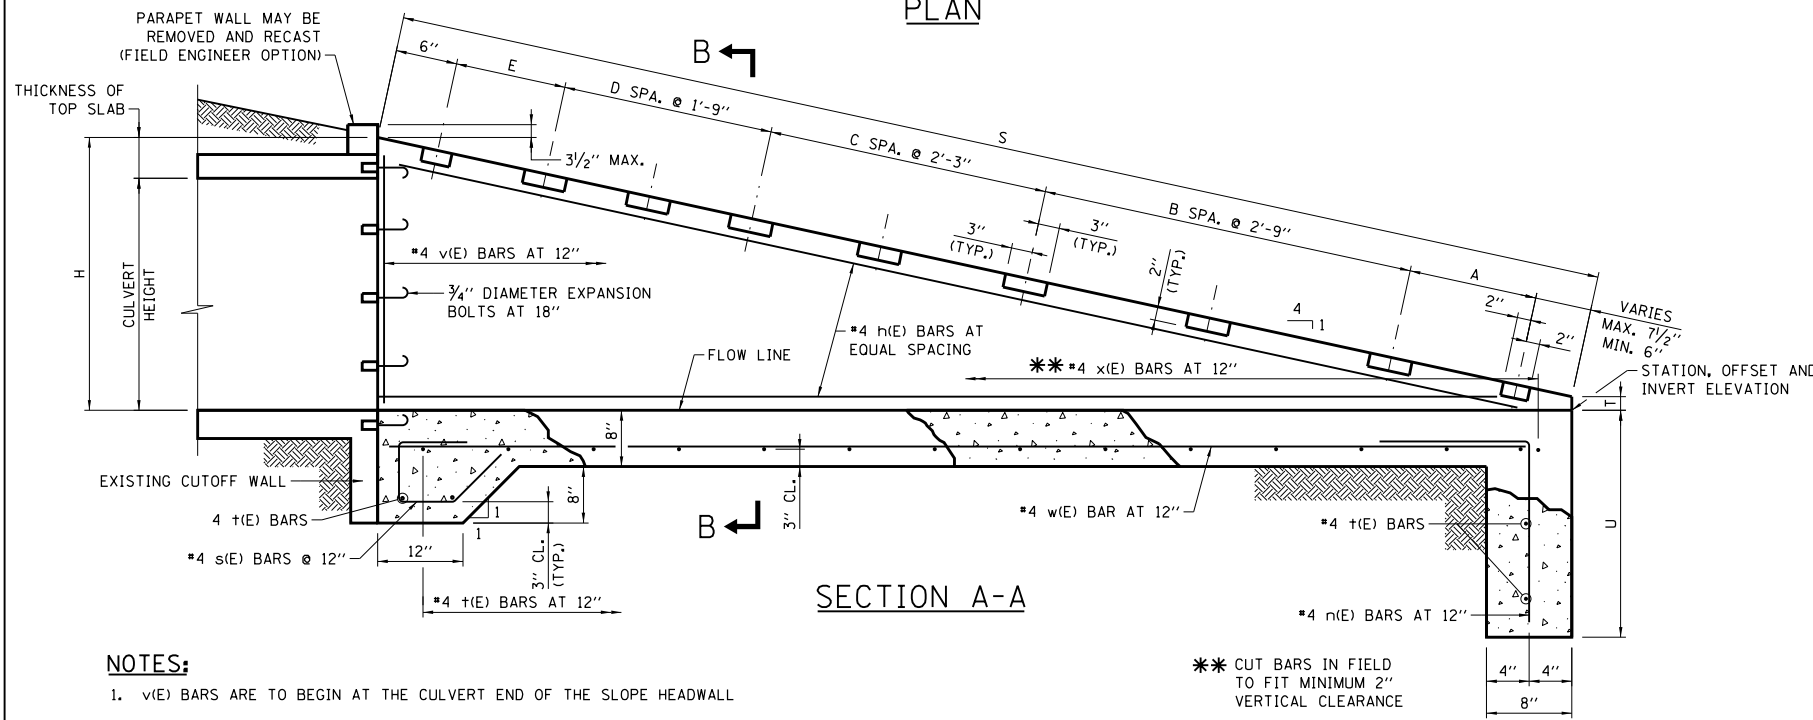 PLAN
PARAPET WALL MAY BE
REMOVED AND RECAST
(FIELD ENGINEER OPTION)
THICKNESS OF
TOP SLAB
6"
E
D SPA. @ 1'-9"
C SPA. @ 2'-3"
S
B SPA. @ 2'-9"
A
B
3½" MAX.
3"
(TYP.)
3"
(TYP.)
2"
(TYP.)
4
1
2"
2"
VARIES
MAX. 7½"
MIN. 6"
STATION, OFFSET AND
INVERT ELEVATION
H
CULVERT
HEIGHT
#4 v(E) BARS AT 12"
¾" DIAMETER EXPANSION
BOLTS AT 18"
#4 h(E) BARS AT
EQUAL SPACING
FLOW LINE
** #4 x(E) BARS AT 12"
T
8"
EXISTING CUTOFF WALL
4 t(E) BARS
#4 s(E) BARS @ 12"
12"
1
1
3" CL.
(TYP.)
8"
#4 t(E) BARS AT 12"
B
3" CL.
#4 w(E) BAR AT 12"
#4 t(E) BARS
U
#4 n(E) BARS AT 12"
4"
4"
8"
SECTION A-A
** CUT BARS IN FIELD
TO FIT MINIMUM 2"
VERTICAL CLEARANCE
NOTES:
1. v(E) BARS ARE TO BEGIN AT THE CULVERT END OF THE SLOPE HEADWALL